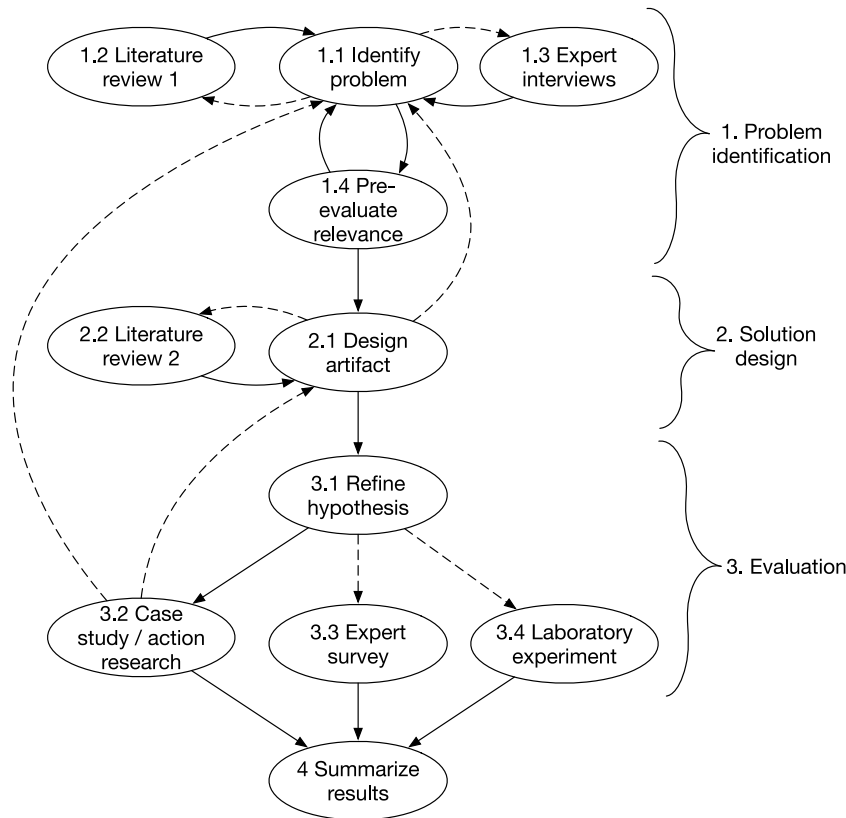 1.2 Literature
review 1
1.1 Identify
problem
1.3 Expert
interviews
1. Problem
identification
1.4 Pre-
evaluate
relevance
2.2 Literature
review 2
2.1 Design
artifact
2. Solution
design
3.1 Refine
hypothesis
3. Evaluation
3.2 Case
study / action
research
3.3 Expert
survey
3.4 Laboratory
experiment
4 Summarize
results